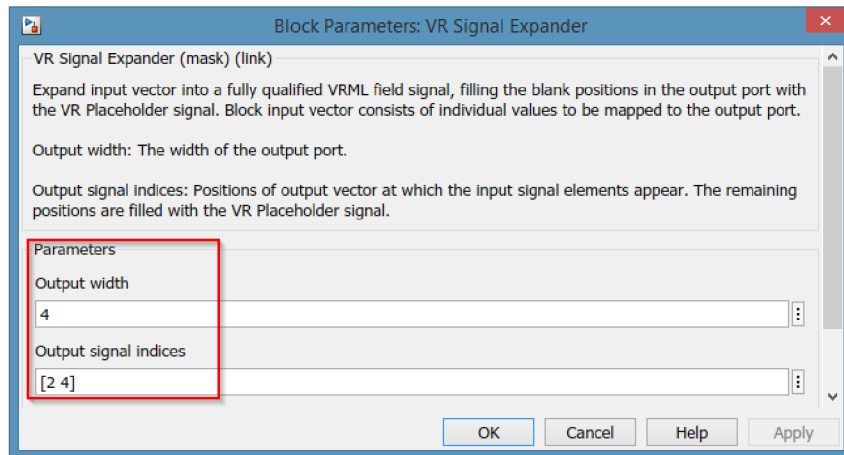 Block Parameters: VR Signal Expander
VR Signal Expander (mask) (link)
Expand input vector into a fully qualified VRML field signal, filling the blank positions in the output port with
the VR Placeholder signal. Block input vector consists of individual values to be mapped to the output port.
Output width: The width of the output port.
Output signal indices: Positions of output vector at which the input signal elements appear. The remaining
positions are filled with the VR Placeholder signal.
Parameters
Output width
4
Output signal indices
[2 4]
OK Cancel Help Apply